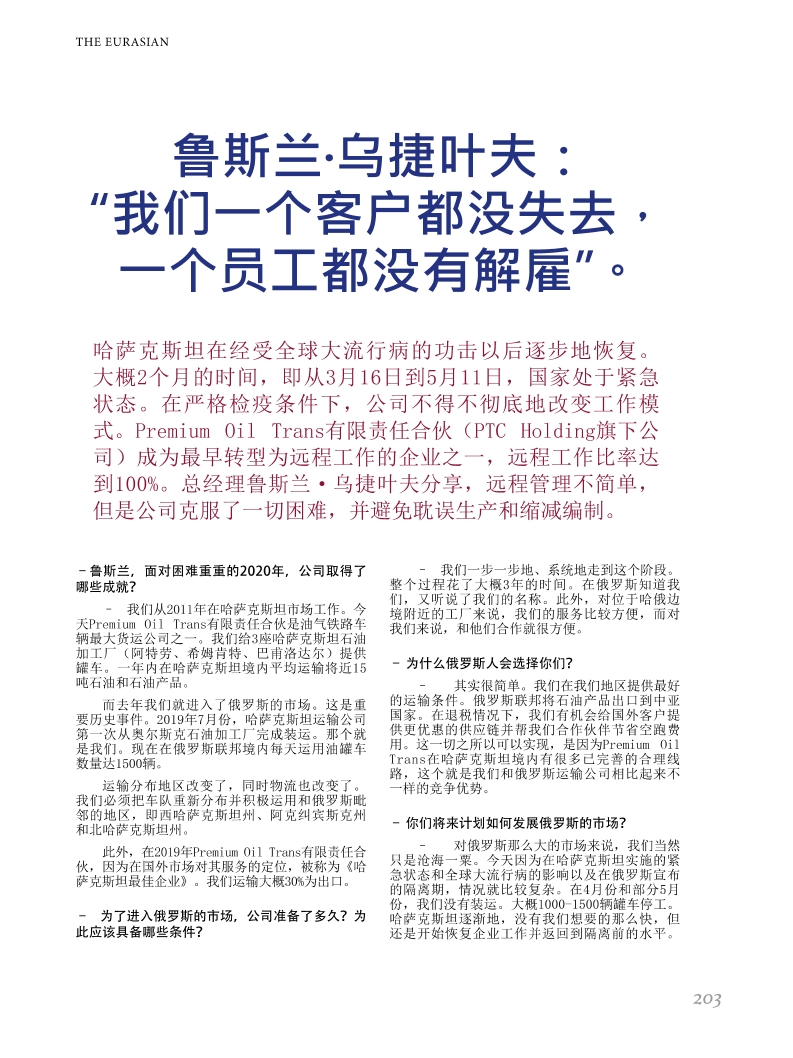 THE EURASIAN
鲁斯兰·乌捷叶夫：
“我们一个客户都没失去，
一个员工都没有解雇”。
哈萨克斯坦在经受全球大流行病的功击以后逐步地恢复。
大概2个月的时间，即从3月16日到5月11日，国家处于紧急
状态。在严格检疫条件下，公司不得不彻底地改变工作模
式。Premium Oil Trans有限责任合伙（PTC Holding旗下公
司）成为最早转型为远程工作的企业之一，远程工作比率达
到100%。总经理鲁斯兰·乌捷叶夫分享，远程管理不简单，
但是公司克服了一切困难，并避免耽误生产和缩减编制。
–鲁斯兰，面对困难重重的2020年，公司取得了
哪些成就？
– 我们从2011年在哈萨克斯坦市场工作。今
天Premium Oil Trans有限责任合伙是油气铁路车
辆最大货运公司之一。我们给3座哈萨克斯坦石油
加工厂（阿特劳、希姆肯特、巴甫洛达尔）提供
罐车。一年内在哈萨克斯坦境内平均运输将近15
吨石油和石油产品。
而去年我们就进入了俄罗斯的市场。这是重
要历史事件。2019年7月份，哈萨克斯坦运输公司
第一次从奥尔斯克石油加工厂完成装运。那个就
是我们。现在在俄罗斯联邦境内每天运用油罐车
数量达1500辆。
运输分布地区改变了，同时物流也改变了。
我们必须把车队重新分布并积极运用和俄罗斯毗
邻的地区，即西哈萨克斯坦州、阿克纠宾斯克州
和北哈萨克斯坦州。
此外，在2019年Premium Oil Trans有限责任合
伙，因为在国外市场对其服务的定位，被称为《哈
萨克斯坦最佳企业》。我们运输大概30%为出口。
– 为了进入俄罗斯的市场，公司准备了多久？为
此应该具备哪些条件？
– 我们一步一步地、系统地走到这个阶段。
整个过程花了大概3年的时间。在俄罗斯知道我
们，又听说了我们的名称。此外，对位于哈俄边
境附近的工厂来说，我们的服务比较方便，而对
我们来说，和他们合作就很方便。
– 为什么俄罗斯人会选择你们？
– 其实很简单。我们在我们地区提供最好
的运输条件。俄罗斯联邦将石油产品出口到中亚
国家。在退税情况下，我们有机会给国外客户提
供更优惠的供应链并帮我们合作伙伴节省空跑费
用。这一切之所以可以实现，是因为Premium Oil
Trans在哈萨克斯坦境内有很多已完善的合理线
路，这个就是我们和俄罗斯运输公司相比起来不
一样的竞争优势。
– 你们将来计划如何发展俄罗斯的市场？
– 对俄罗斯那么大的市场来说，我们当然
只是沧海一粟。今天因为在哈萨克斯坦实施的紧
急状态和全球大流行病的影响以及在俄罗斯宣布
的隔离期，情况就比较复杂。在4月份和部分5月
份，我们没有装运。大概1000–1500辆罐车停工。
哈萨克斯坦逐渐地，没有我们想要的那么快，但
还是开始恢复企业工作并返回到隔离前的水平。
203